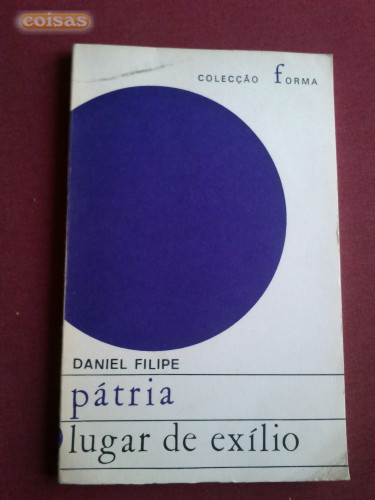 coisas
COLECÇÃO FORMA
DANIEL FILIPE
pátria
lugar de exílio